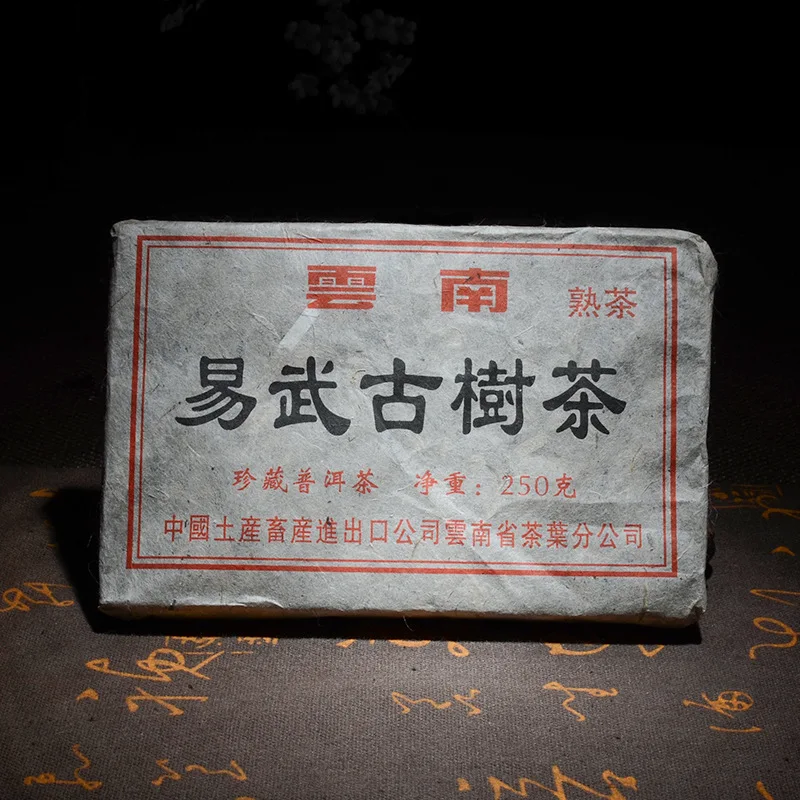 雲南 熟茶
易武古樹茶
珍藏普洱茶 净重：250克
中國土産畜産進出口公司雲南省茶葉分公司